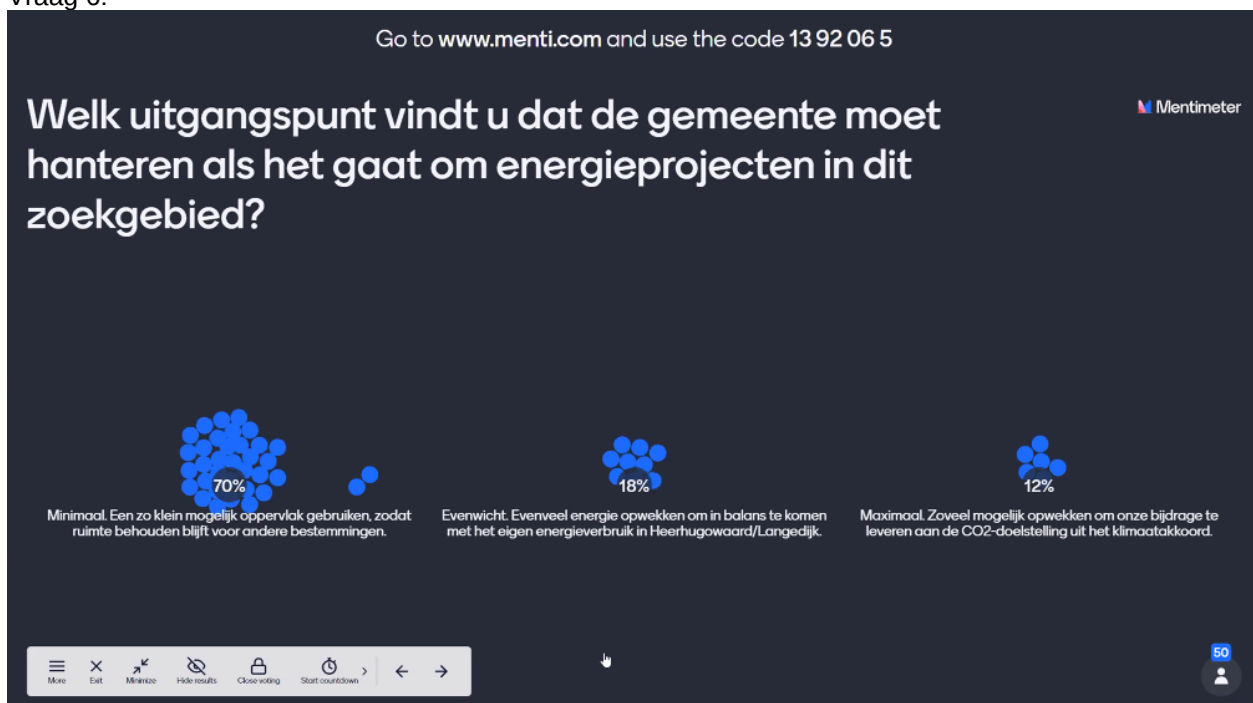 Vraag 6:
Go to www.menti.com and use the code 13 92 06 5
Mentimeter
Welk uitgangspunt vindt u dat de gemeente moet
hanteren als het gaat om energieprojecten in dit
zoekgebied?
70%
Minimaal. Een zo klein mogelijk oppervlak gebruiken, zodat
ruimte behouden blijft voor andere bestemmingen.
18%
Evenwicht. Evenveel energie opwekken om in balans te komen
met het eigen energieverbruik in Heerhugowaard/Langedijk.
12%
Maximaal. Zoveel mogelijk opwekken om onze bijdrage te
leveren aan de CO2-doelstelling uit het klimaatakkoord.
More
Exit
Minimize
Hide results
Close voting
Start countdown
50